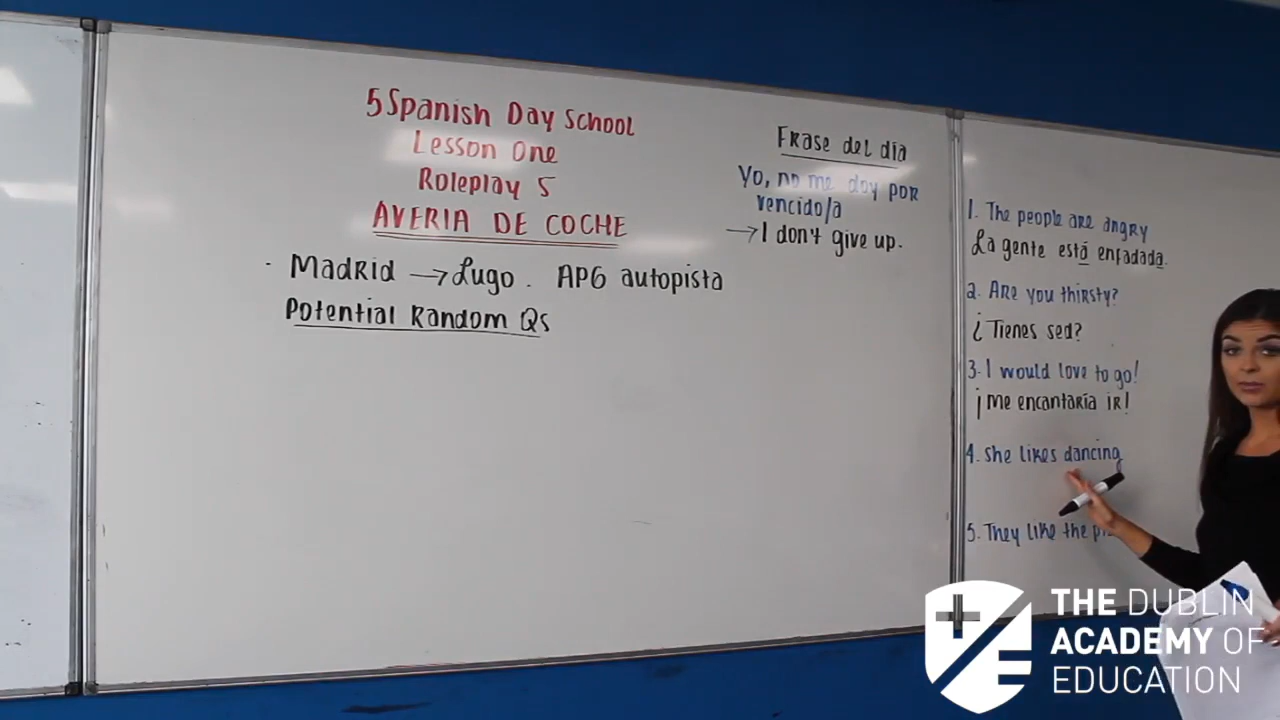 5 Spanish Day School
Lesson One
Roleplay 5
AVERIA DE COCHE
· Madrid → Lugo. AP6 autopista
Potential Random Qs
Frase del día
Yo, no me doy por
vencido/a
→ I don't give up.
1. The people are angry
La gente está enfadada.
2. Are you thirsty?
¿Tienes sed?
3. I would love to go!
¡Me encantaría ir!
4. She likes dancing
5. They like the
THE DUBLIN
ACADEMY OF
EDUCATION